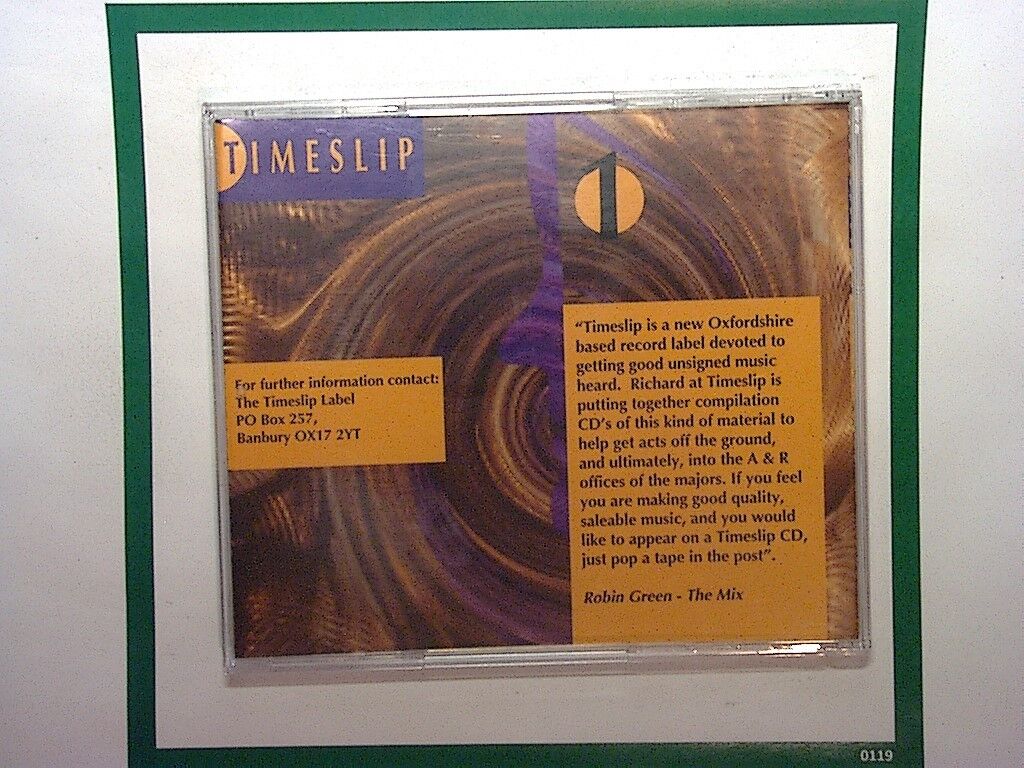 TIMESLIP
1
For further information contact:
The Timeslip Label
PO Box 257,
Banbury OX17 2YT
“Timeslip is a new Oxfordshire
based record label devoted to
getting good unsigned music
heard. Richard at Timeslip is
putting together compilation
CD's of this kind of material to
help get acts off the ground,
and ultimately, into the A & R
offices of the majors. If you feel
you are making good quality,
saleable music, and you would
like to appear on a Timeslip CD,
just pop a tape in the post”.
Robin Green - The Mix
0119